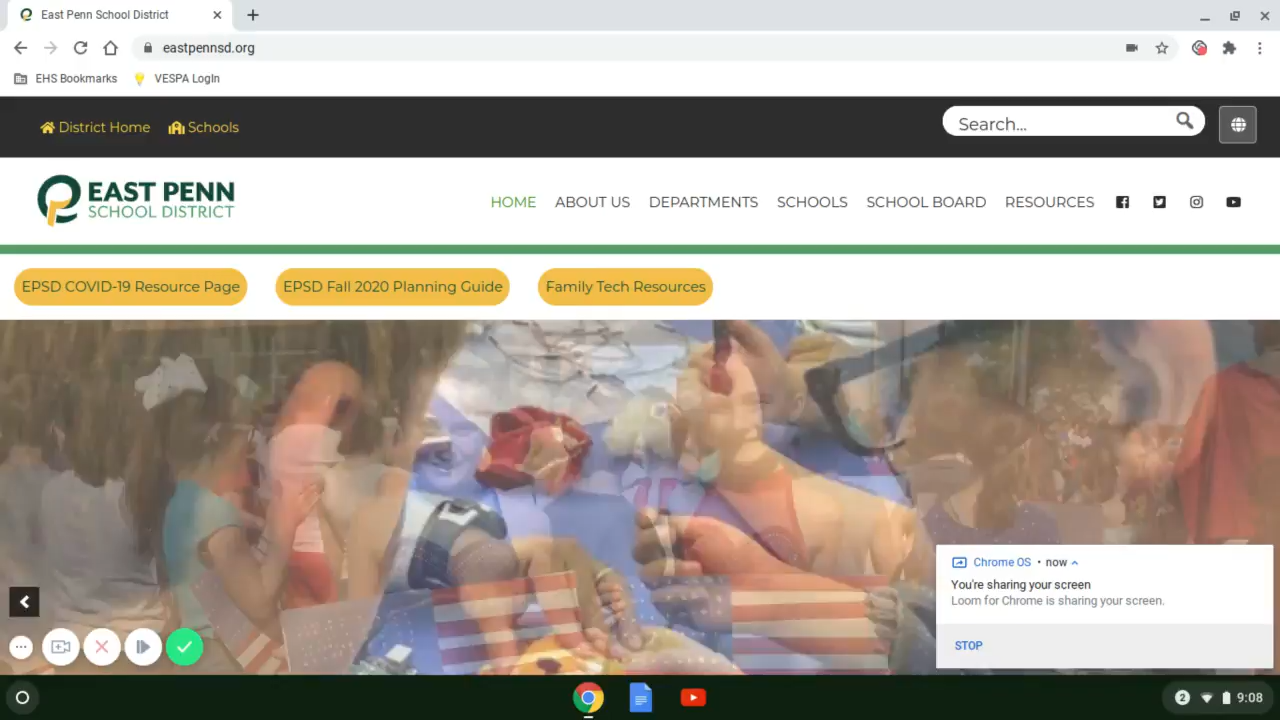 East Penn School District
eastpennsd.org
EHS Bookmarks VESPA LogIn
District Home Schools
Search...
EAST PENN
SCHOOL DISTRICT
HOME ABOUT US DEPARTMENTS SCHOOLS SCHOOL BOARD RESOURCES
EPSD COVID-19 Resource Page EPSD Fall 2020 Planning Guide Family Tech Resources
Chrome OS • now
You're sharing your screen
Loom for Chrome is sharing your screen.
STOP
2 9:08